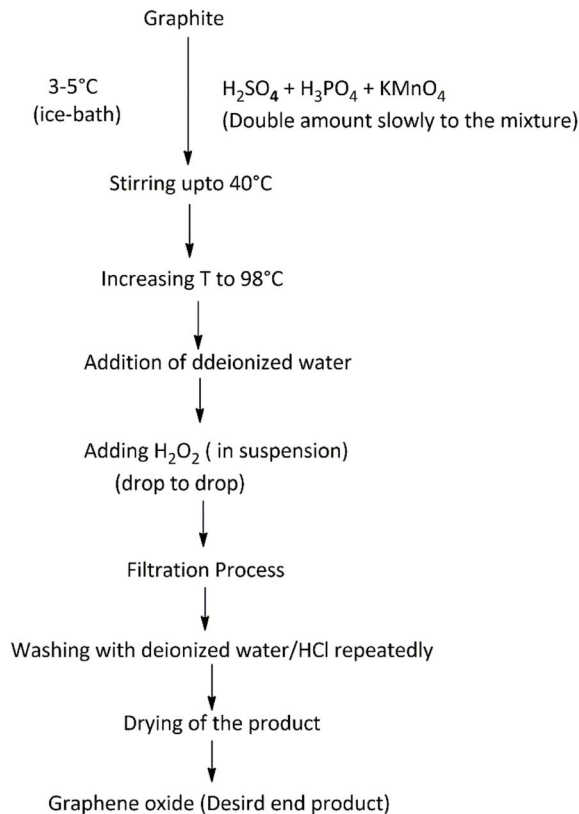 Graphite
3-5°C
(ice-bath)
H₂SO₄ + H₃PO₄ + KMnO₄
(Double amount slowly to the mixture)
Stirring upto 40°C
Increasing T to 98°C
Addition of ddeionized water
Adding H₂O₂ ( in suspension)
(drop to drop)
Filtration Process
Washing with deionized water/HCl repeatedly
Drying of the product
Graphene oxide (Desird end product)